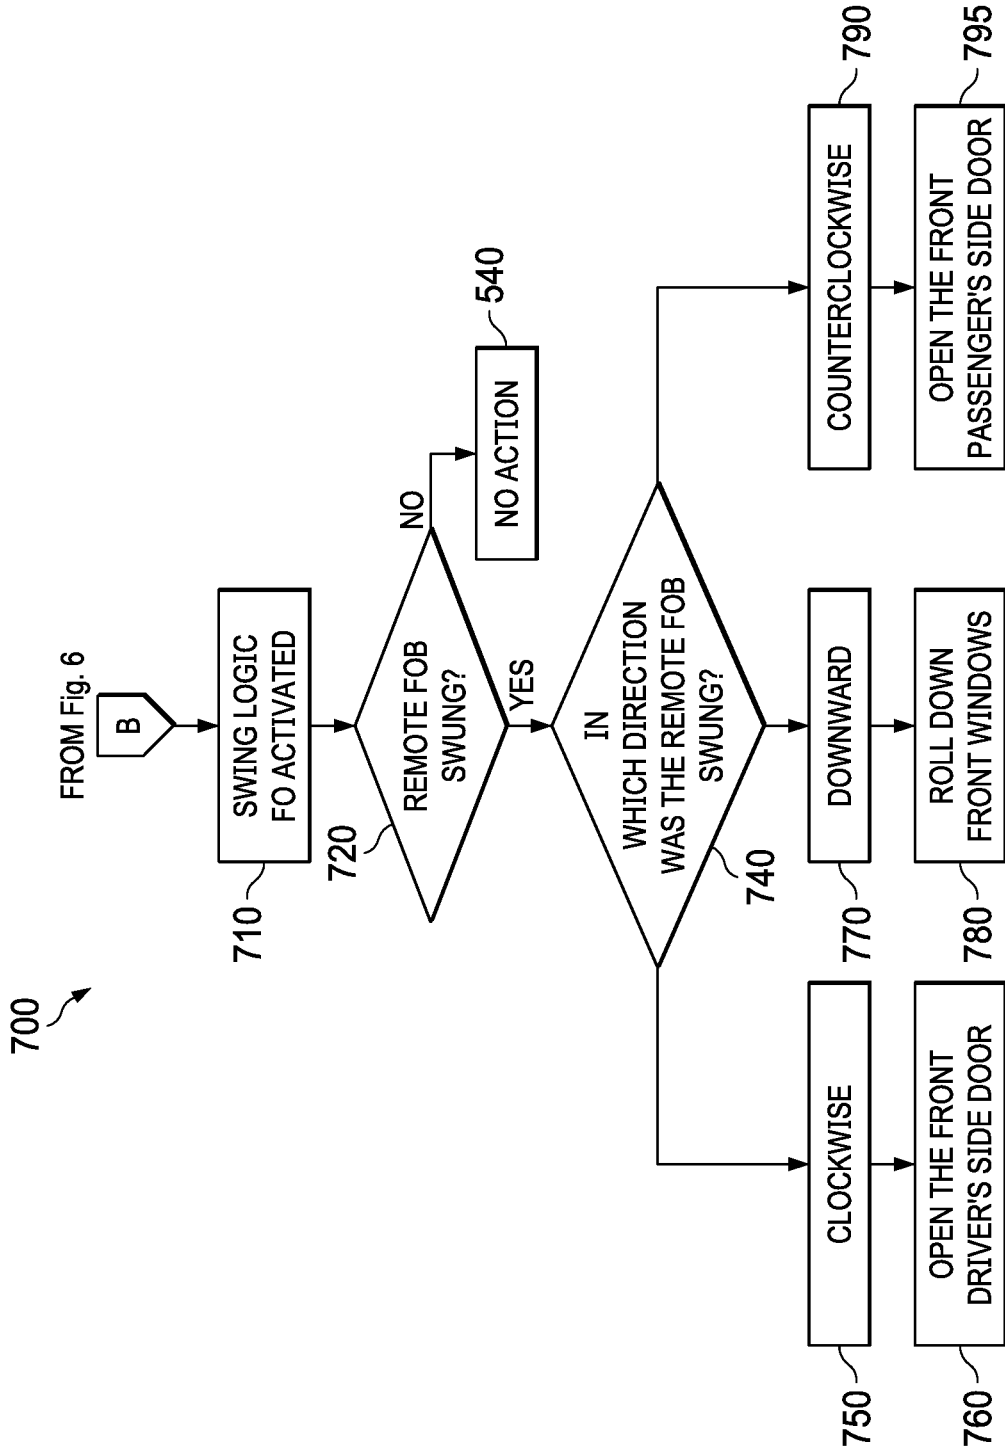 700
FROM Fig. 6
B
SWING LOGIC
FO ACTIVATED
710
REMOTE FOB
SWUNG?
720
NO
NO ACTION
540
YES
IN
WHICH DIRECTION
WAS THE REMOTE FOB
SWUNG?
740
CLOCKWISE
750
DOWNWARD
770
COUNTERCLOCKWISE
790
OPEN THE FRONT
DRIVER'S SIDE DOOR
760
ROLL DOWN
FRONT WINDOWS
780
OPEN THE FRONT
PASSENGER'S SIDE DOOR
795